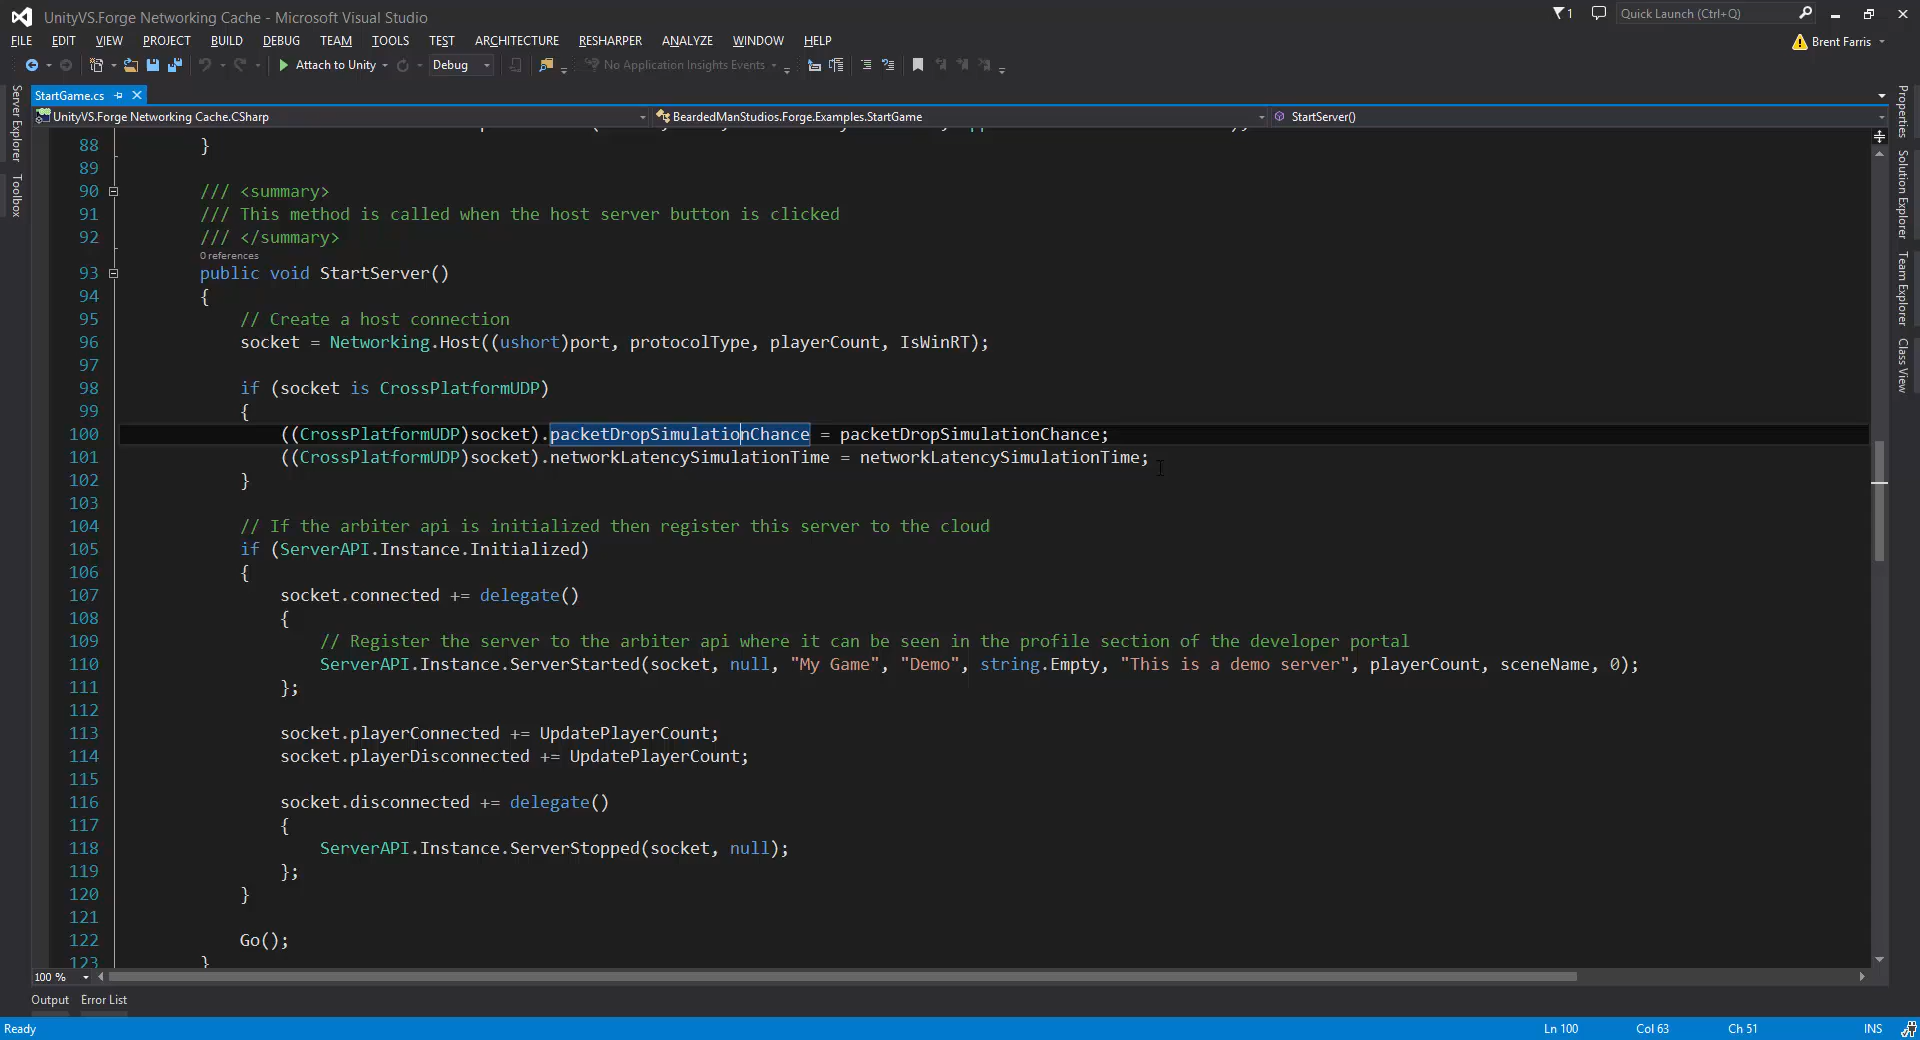 UnityVS.Forge Networking Cache - Microsoft Visual Studio
1
Quick Launch (Ctrl+Q)
FILE EDIT VIEW PROJECT BUILD DEBUG TEAM TOOLS TEST ARCHITECTURE RESHARPER ANALYZE WINDOW HELP
Brent Farris
Attach to Unity Debug No Application Insights Events
StartGame.cs
UnityVS.Forge Networking Cache.CSharp BeardedManStudios.Forge.Examples.StartGame StartServer()
Server Explorer
Toolbox
Properties
Solution Explorer
Team Explorer
Class View
88 }
89
90 /// <summary>
91 /// This method is called when the host server button is clicked
92 /// </summary>
0 references
93 public void StartServer()
94 {
95 // Create a host connection
96 socket = Networking.Host((ushort)port, protocolType, playerCount, IsWinRT);
97
98 if (socket is CrossPlatformUDP)
99 {
100 ((CrossPlatformUDP)socket).packetDropSimulationChance = packetDropSimulationChance;
101 ((CrossPlatformUDP)socket).networkLatencySimulationTime = networkLatencySimulationTime;
102 }
103
104 // If the arbiter api is initialized then register this server to the cloud
105 if (ServerAPI.Instance.Initialized)
106 {
107 socket.connected += delegate()
108 {
109 // Register the server to the arbiter api where it can be seen in the profile section of the developer portal
110 ServerAPI.Instance.ServerStarted(socket, null, "My Game", "Demo", string.Empty, "This is a demo server", playerCount, sceneName, 0);
111 };
112
113 socket.playerConnected += UpdatePlayerCount;
114 socket.playerDisconnected += UpdatePlayerCount;
115
116 socket.disconnected += delegate()
117 {
118 ServerAPI.Instance.ServerStopped(socket, null);
119 };
120 }
121
122 Go();
123 }
100 %
Output Error List
Ready Ln 100 Col 63 Ch 51 INS